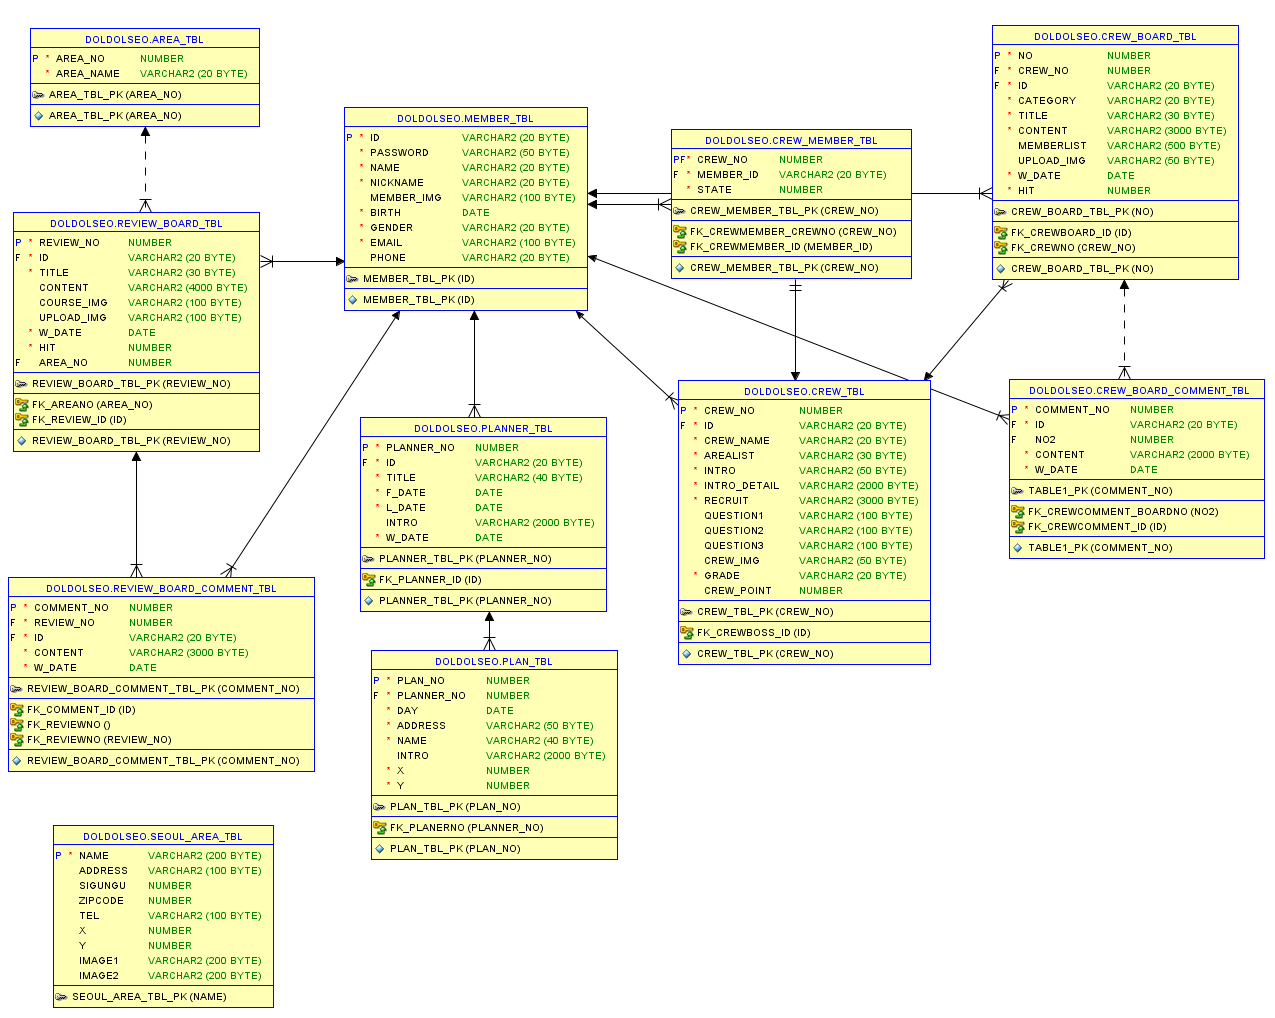 DOLDOLSEO.AREA_TBL
P * AREA_NO NUMBER
* AREA_NAME VARCHAR2 (20 BYTE)
AREA_TBL_PK (AREA_NO)
AREA_TBL_PK (AREA_NO)
DOLDOLSEO.REVIEW_BOARD_TBL
P * REVIEW_NO NUMBER
F * ID VARCHAR2 (20 BYTE)
* TITLE VARCHAR2 (30 BYTE)
CONTENT VARCHAR2 (4000 BYTE)
COURSE_IMG VARCHAR2 (100 BYTE)
UPLOAD_IMG VARCHAR2 (100 BYTE)
* W_DATE DATE
* HIT NUMBER
F AREA_NO NUMBER
REVIEW_BOARD_TBL_PK (REVIEW_NO)
FK_AREANO (AREA_NO)
FK_REVIEW_ID (ID)
REVIEW_BOARD_TBL_PK (REVIEW_NO)
DOLDOLSEO.REVIEW_BOARD_COMMENT_TBL
P * COMMENT_NO NUMBER
F * REVIEW_NO NUMBER
F * ID VARCHAR2 (20 BYTE)
* CONTENT VARCHAR2 (3000 BYTE)
* W_DATE DATE
REVIEW_BOARD_COMMENT_TBL_PK (COMMENT_NO)
FK_COMMENT_ID (ID)
FK_REVIEWNO ()
FK_REVIEWNO (REVIEW_NO)
REVIEW_BOARD_COMMENT_TBL_PK (COMMENT_NO)
DOLDOLSEO.SEOUL_AREA_TBL
P * NAME VARCHAR2 (200 BYTE)
ADDRESS VARCHAR2 (100 BYTE)
SIGUNGU NUMBER
ZIPCODE NUMBER
TEL VARCHAR2 (100 BYTE)
X NUMBER
Y NUMBER
IMAGE1 VARCHAR2 (200 BYTE)
IMAGE2 VARCHAR2 (200 BYTE)
SEOUL_AREA_TBL_PK (NAME)
DOLDOLSEO.MEMBER_TBL
P * ID VARCHAR2 (20 BYTE)
* PASSWORD VARCHAR2 (50 BYTE)
* NAME VARCHAR2 (20 BYTE)
* NICKNAME VARCHAR2 (20 BYTE)
MEMBER_IMG VARCHAR2 (100 BYTE)
* BIRTH DATE
* GENDER VARCHAR2 (20 BYTE)
* EMAIL VARCHAR2 (100 BYTE)
PHONE VARCHAR2 (20 BYTE)
MEMBER_TBL_PK (ID)
MEMBER_TBL_PK (ID)
DOLDOLSEO.PLANNER_TBL
P * PLANNER_NO NUMBER
F * ID VARCHAR2 (20 BYTE)
* TITLE VARCHAR2 (40 BYTE)
* F_DATE DATE
* L_DATE DATE
INTRO VARCHAR2 (2000 BYTE)
* W_DATE DATE
PLANNER_TBL_PK (PLANNER_NO)
FK_PLANNER_ID (ID)
PLANNER_TBL_PK (PLANNER_NO)
DOLDOLSEO.PLAN_TBL
P * PLAN_NO NUMBER
F * PLANNER_NO NUMBER
* DAY DATE
* ADDRESS VARCHAR2 (50 BYTE)
* NAME VARCHAR2 (40 BYTE)
INTRO VARCHAR2 (2000 BYTE)
* X NUMBER
* Y NUMBER
PLAN_TBL_PK (PLAN_NO)
FK_PLANERNO (PLANNER_NO)
PLAN_TBL_PK (PLAN_NO)
DOLDOLSEO.CREW_MEMBER_TBL
PF* CREW_NO NUMBER
F * MEMBER_ID VARCHAR2 (20 BYTE)
* STATE NUMBER
CREW_MEMBER_TBL_PK (CREW_NO)
FK_CREWMEMBER_CREWNO (CREW_NO)
FK_CREWMEMBER_ID (MEMBER_ID)
CREW_MEMBER_TBL_PK (CREW_NO)
DOLDOLSEO.CREW_TBL
P * CREW_NO NUMBER
F * ID VARCHAR2 (20 BYTE)
* CREW_NAME VARCHAR2 (20 BYTE)
* AREALIST VARCHAR2 (30 BYTE)
* INTRO VARCHAR2 (50 BYTE)
* INTRO_DETAIL VARCHAR2 (2000 BYTE)
* RECRUIT VARCHAR2 (3000 BYTE)
QUESTION1 VARCHAR2 (100 BYTE)
QUESTION2 VARCHAR2 (100 BYTE)
QUESTION3 VARCHAR2 (100 BYTE)
CREW_IMG VARCHAR2 (50 BYTE)
* GRADE VARCHAR2 (20 BYTE)
CREW_POINT NUMBER
CREW_TBL_PK (CREW_NO)
FK_CREWBOSS_ID (ID)
CREW_TBL_PK (CREW_NO)
DOLDOLSEO.CREW_BOARD_TBL
P * NO NUMBER
F * CREW_NO NUMBER
F * ID VARCHAR2 (20 BYTE)
* CATEGORY VARCHAR2 (20 BYTE)
* TITLE VARCHAR2 (30 BYTE)
* CONTENT VARCHAR2 (3000 BYTE)
MEMBERLIST VARCHAR2 (500 BYTE)
UPLOAD_IMG VARCHAR2 (50 BYTE)
* W_DATE DATE
* HIT NUMBER
CREW_BOARD_TBL_PK (NO)
FK_CREWBOARD_ID (ID)
FK_CREWNO (CREW_NO)
CREW_BOARD_TBL_PK (NO)
DOLDOLSEO.CREW_BOARD_COMMENT_TBL
P * COMMENT_NO NUMBER
F * ID VARCHAR2 (20 BYTE)
F NO2 NUMBER
* CONTENT VARCHAR2 (2000 BYTE)
* W_DATE DATE
TABLE1_PK (COMMENT_NO)
FK_CREWCOMMENT_BOARDNO (NO2)
FK_CREWCOMMENT_ID (ID)
TABLE1_PK (COMMENT_NO)